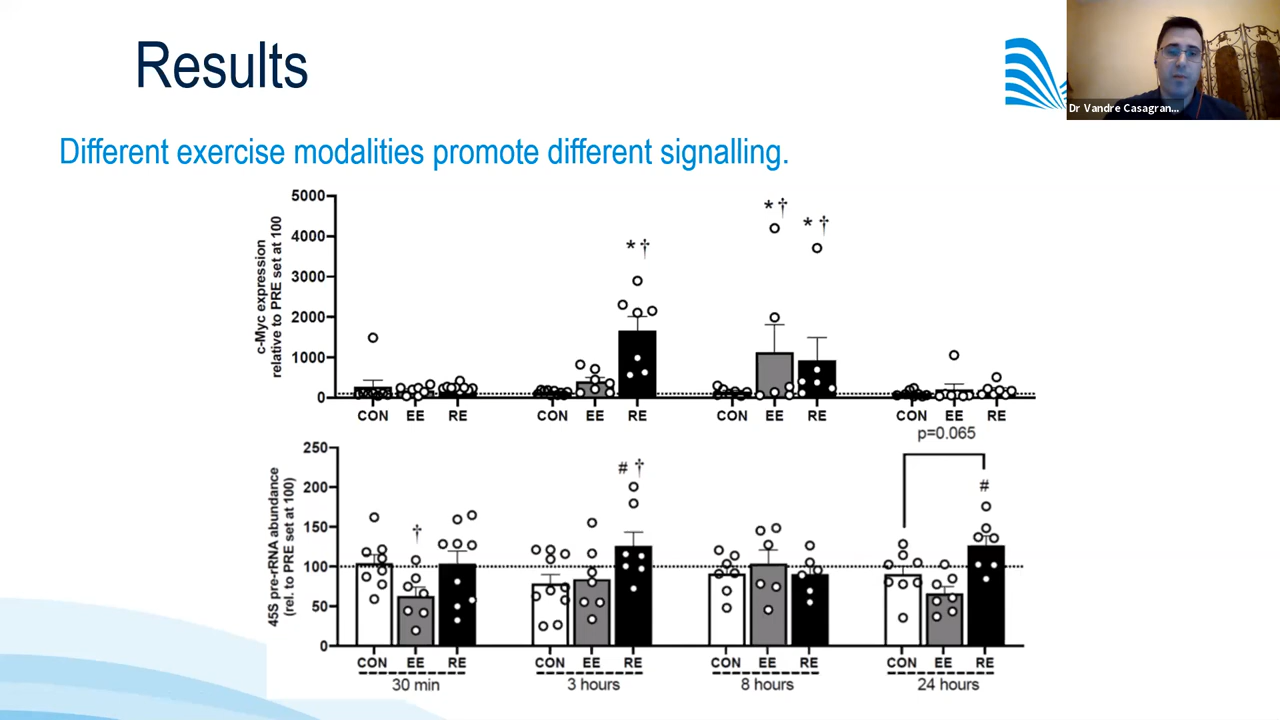 Results
Dr Vandre Casagran...
Different exercise modalities promote different signalling.
c-Myc expression
relative to PRE set at 100
5000
4000
3000
2000
1000
0
* †
* †
* †
CON EE RE CON EE RE CON EE RE CON EE RE
p=0.065
45S pre-rRNA abundance
(rel. to PRE set at 100)
250
200
150
100
50
0
†
# †
#
CON EE RE CON EE RE CON EE RE CON EE RE
30 min 3 hours 8 hours 24 hours